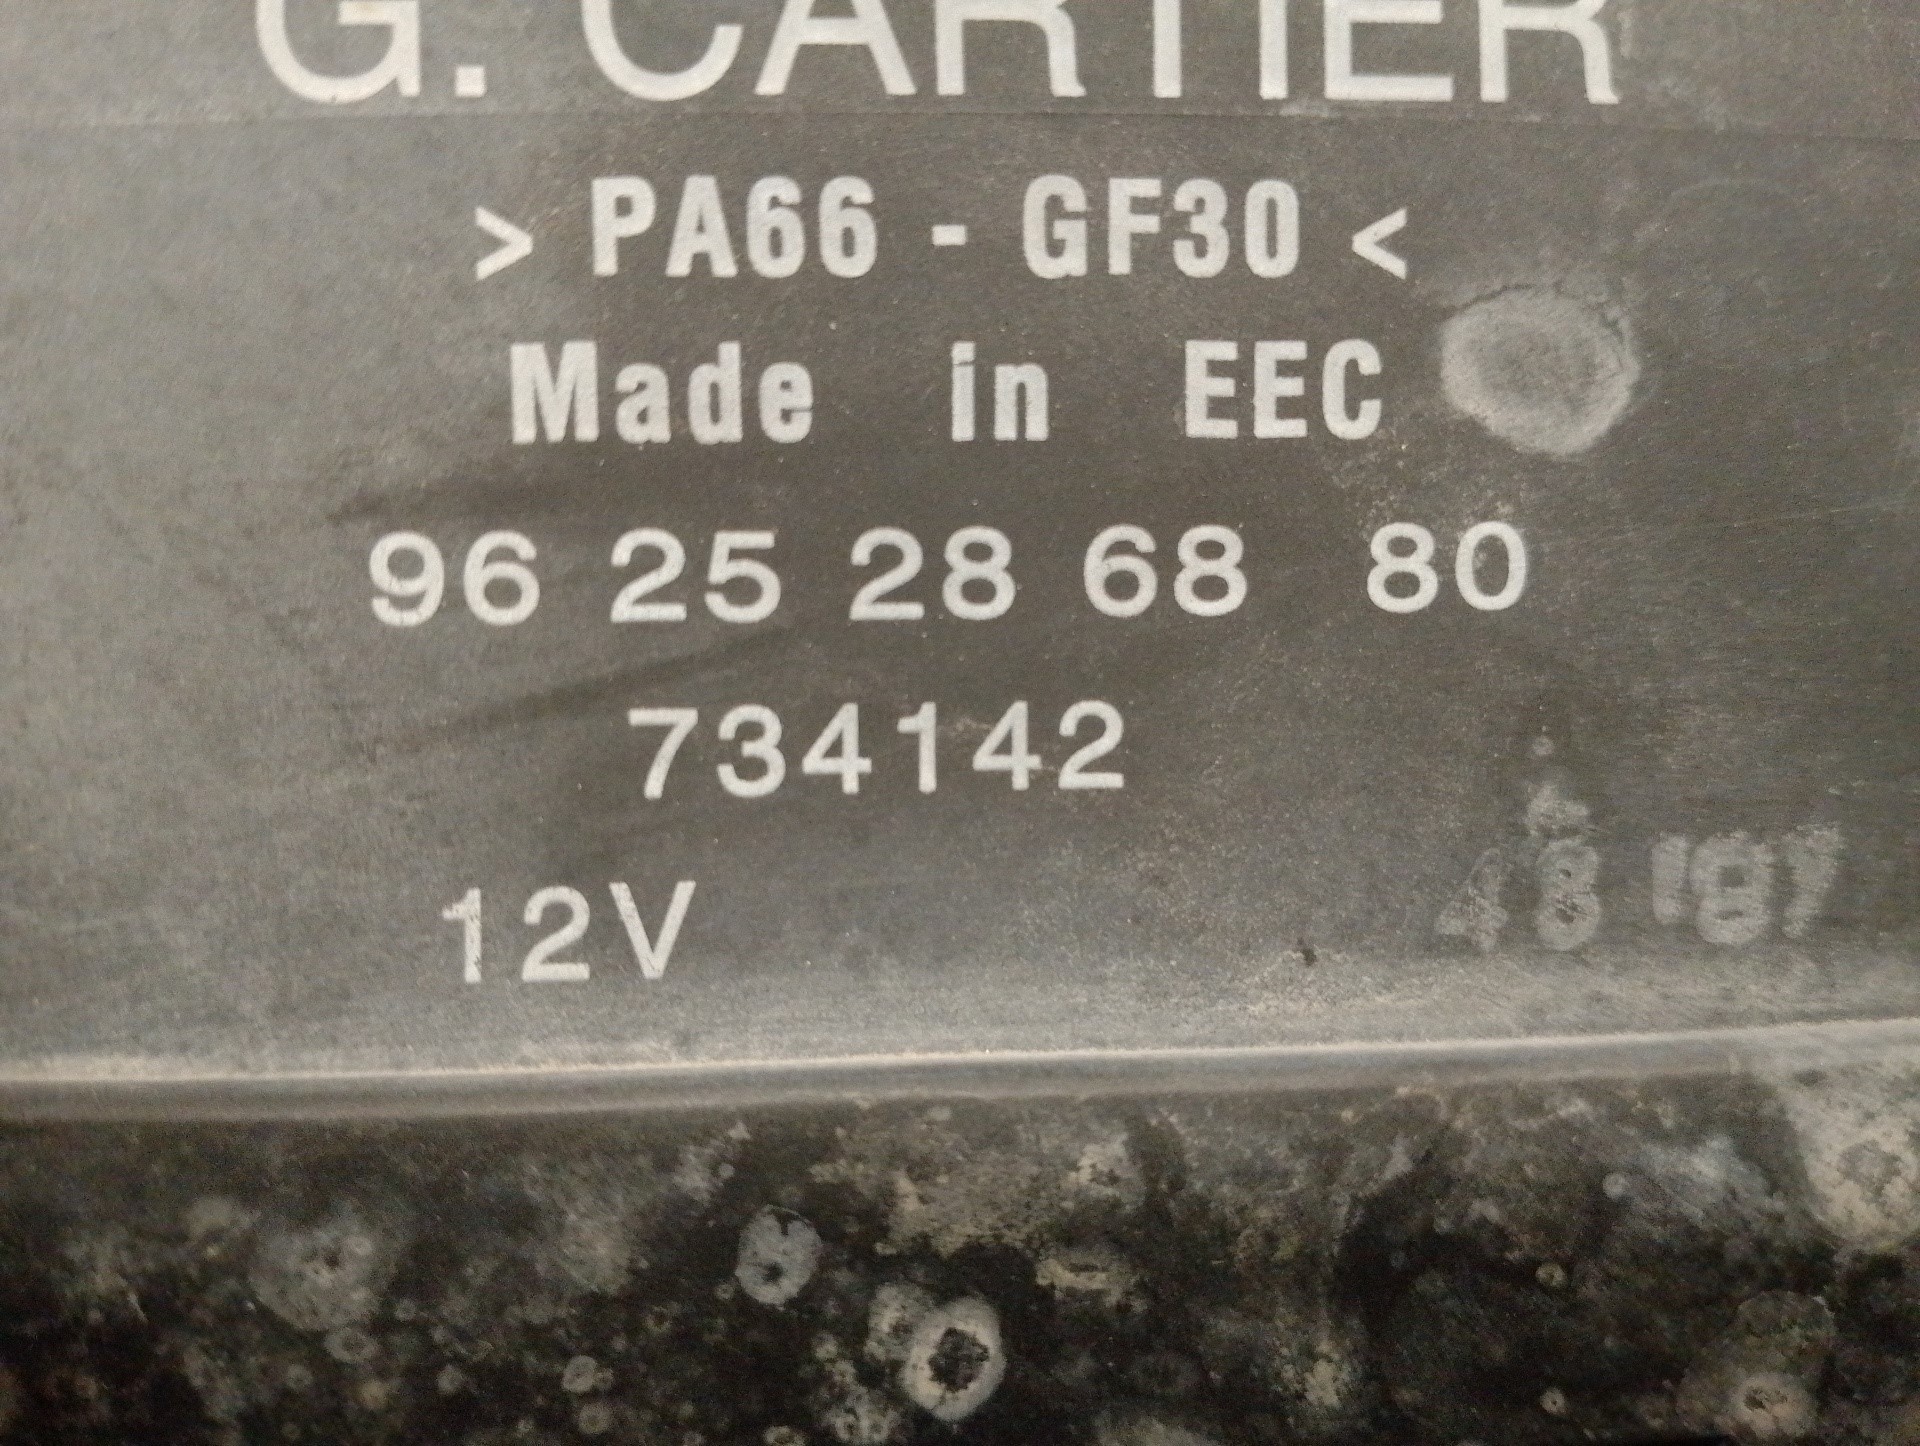 G. CARTIER
> PA66 - GF30 <
Made in EEC
96 25 28 68 80
734142
12V